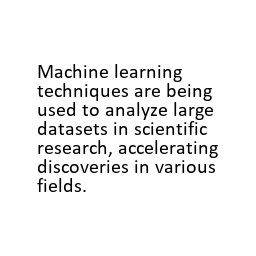 Machine learning
techniques are being
used to analyze large
datasets in scientific
research, accelerating
discoveries in various
fields.